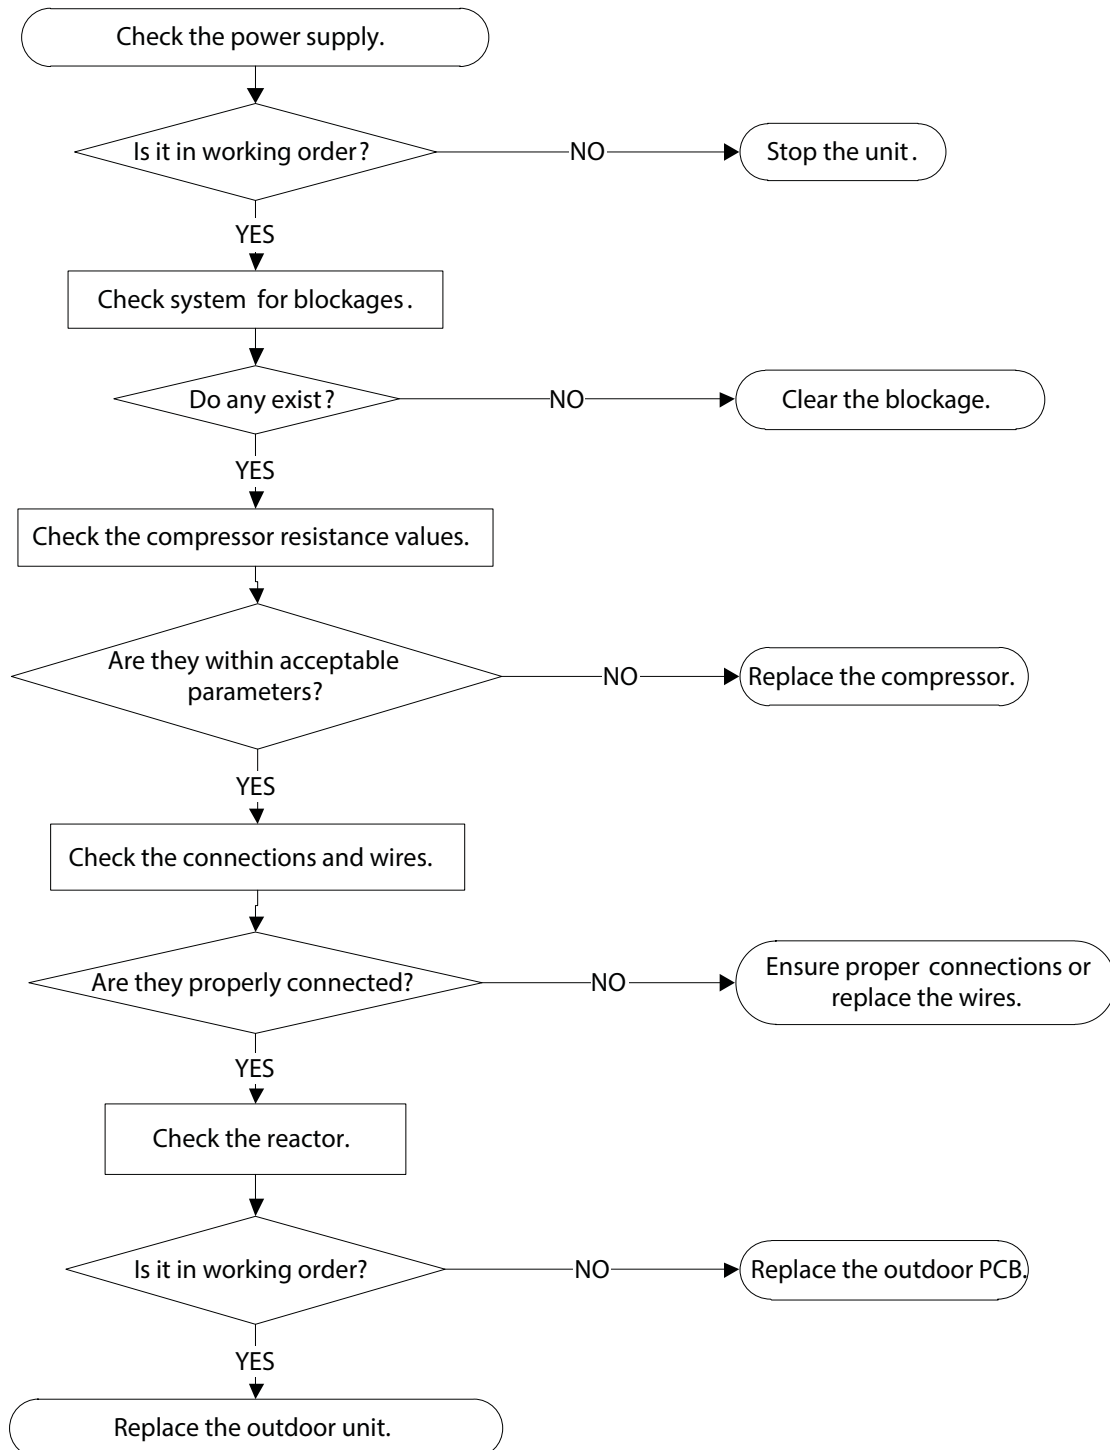 Check the power supply.
Is it in working order?
NO
Stop the unit.
YES
Check system for blockages.
Do any exist?
NO
Clear the blockage.
YES
Check the compressor resistance values.
Are they within acceptable
parameters?
NO
Replace the compressor.
YES
Check the connections and wires.
Are they properly connected?
NO
Ensure proper connections or
replace the wires.
YES
Check the reactor.
Is it in working order?
NO
Replace the outdoor PCB.
YES
Replace the outdoor unit.